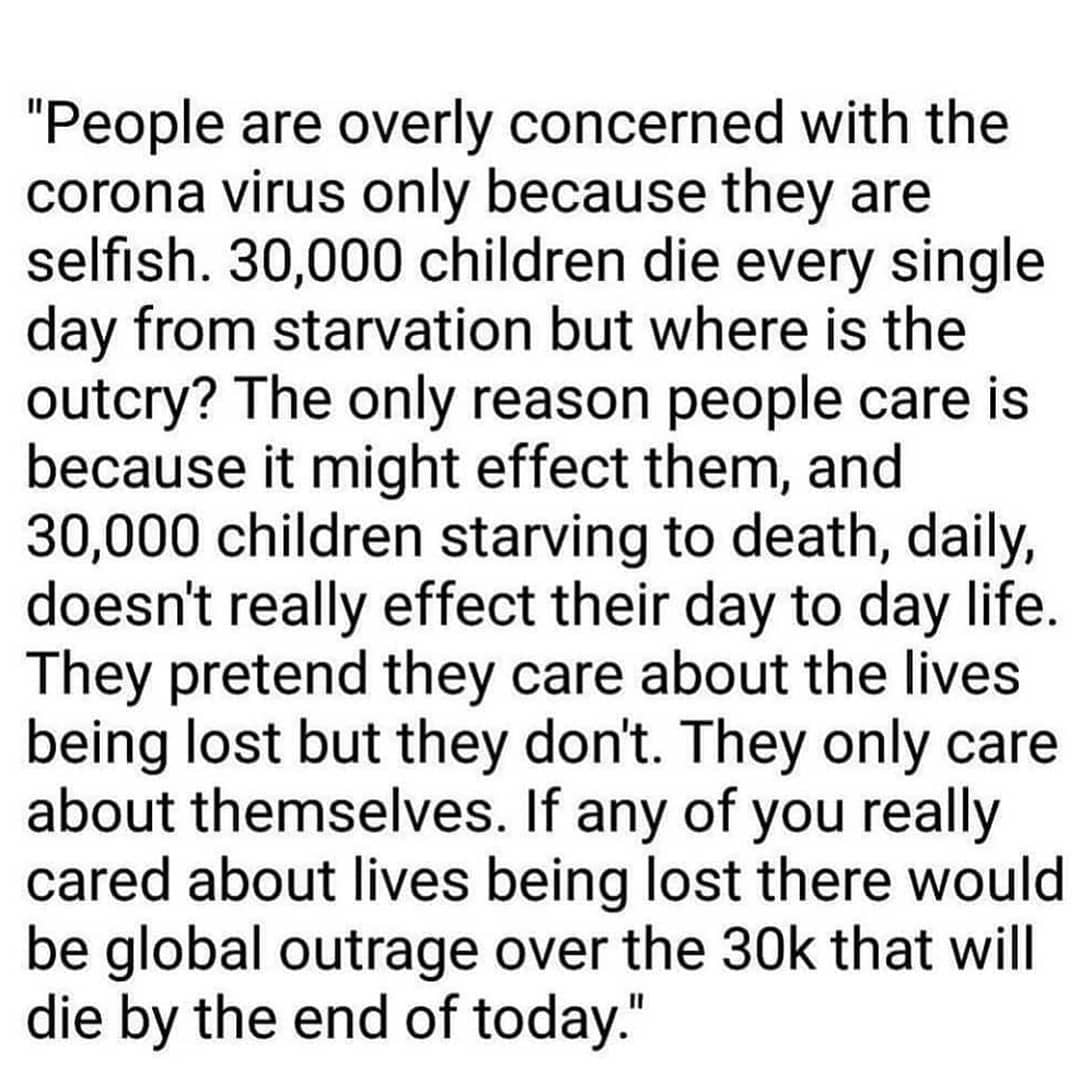 "People are overly concerned with the
corona virus only because they are
selfish. 30,000 children die every single
day from starvation but where is the
outcry? The only reason people care is
because it might effect them, and
30,000 children starving to death, daily,
doesn't really effect their day to day life.
They pretend they care about the lives
being lost but they don't. They only care
about themselves. If any of you really
cared about lives being lost there would
be global outrage over the 30k that will
die by the end of today."